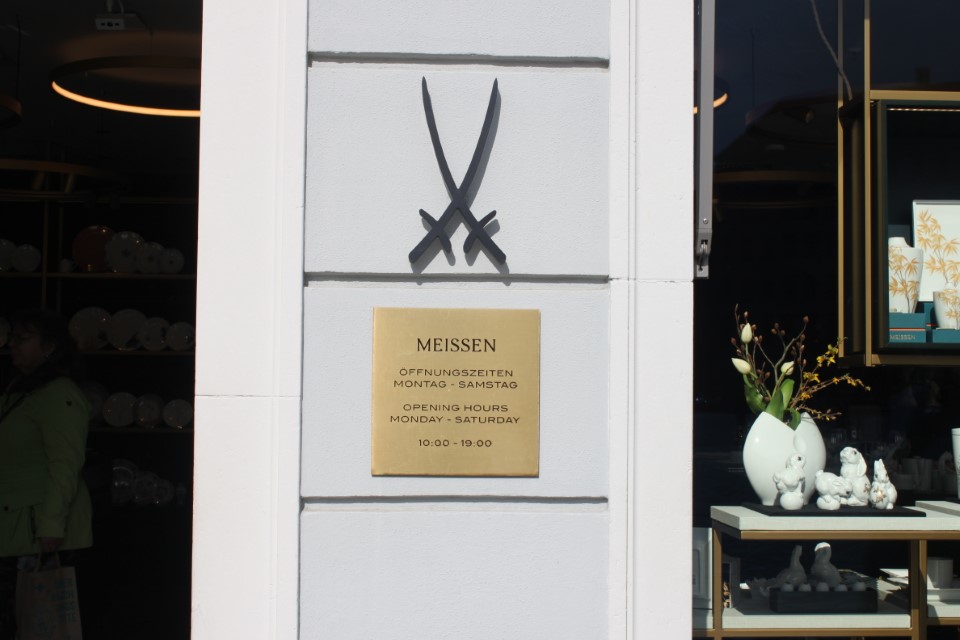 MEISSEN
ÖFFNUNGSZEITEN
MONTAG - SAMSTAG
OPENING HOURS
MONDAY - SATURDAY
10:00 - 19:00